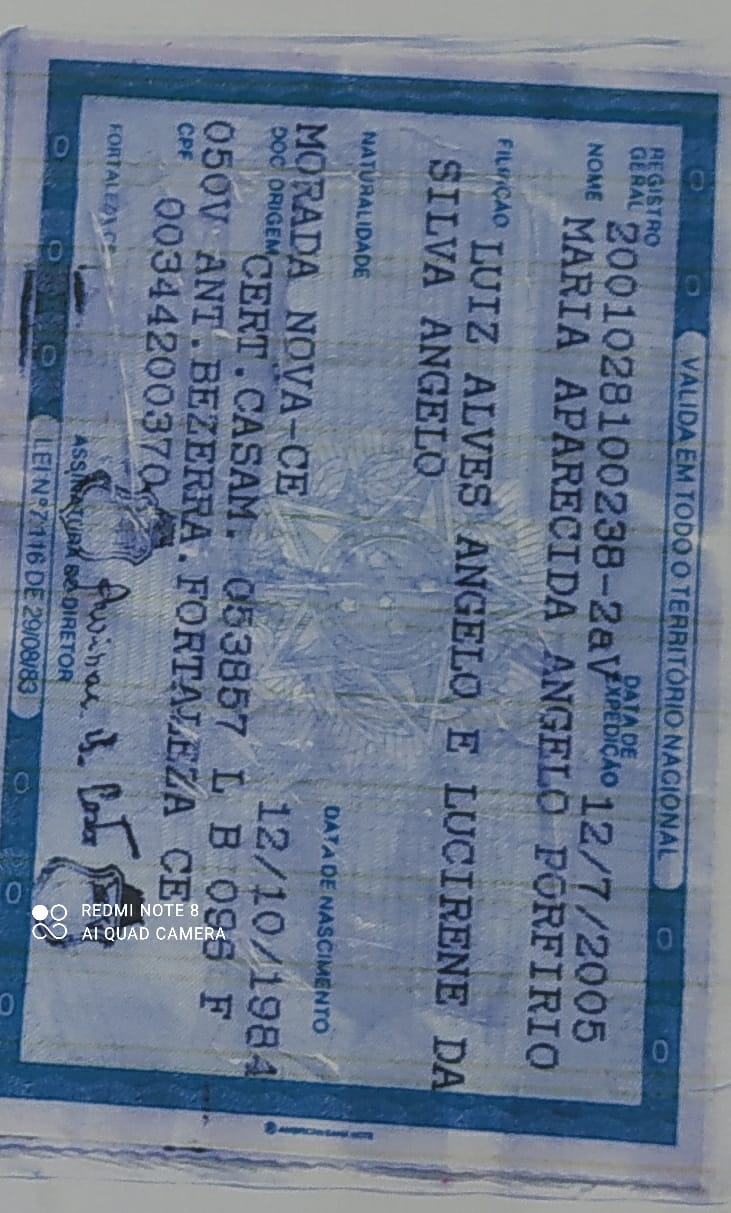 VALIDA EM TODO O TERRITÓRIO NACIONAL
REGISTRO GERAL 2001028100238-2aV DATA DE EXPEDIÇÃO 12/7/2005
NOME MARIA APARECIDA ANGELO PORFIRIO
FILIAÇÃO LUIZ ALVES ANGELO E LUCIRENE DA
SILVA ANGELO
NATURALIDADE DATA DE NASCIMENTO
MORADA NOVA-CE 12/10/1984
DOC ORIGEM CERT.CASAM. 053857 L B 0S6 F
050V ANT.BEZERRA.FORTALEZA CE
CPF 00344200370
FORTALEZA
ASSINATURA DO DIRETOR
LEI Nº 7.116 DE 29/08/83
REDMI NOTE 8
AI QUAD CAMERA